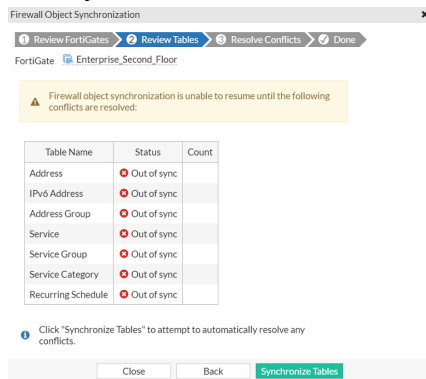 Firewall Object Synchronization
1 Review FortiGates 2 Review Tables 3 Resolve Conflicts Done
FortiGate Enterprise_Second_Floor
Firewall object synchronization is unable to resume until the following
conflicts are resolved:
Table Name Status Count
Address Out of sync
IPv6 Address Out of sync
Address Group Out of sync
Service Out of sync
Service Group Out of sync
Service Category Out of sync
Recurring Schedule Out of sync
Click "Synchronize Tables" to attempt to automatically resolve any
conflicts.
Close Back Synchronize Tables